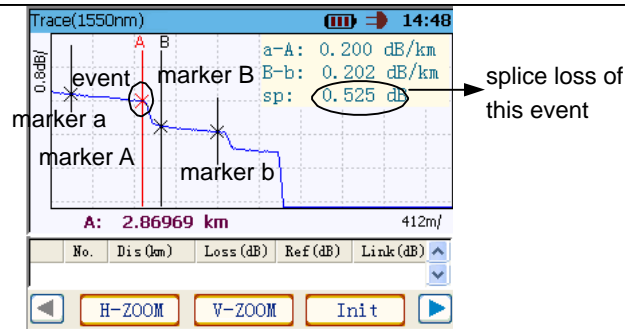 Trace(1550nm) 14:48
A B
0.8dB/
a-A: 0.200 dB/km
B-b: 0.202 dB/km
sp: 0.525 dB
event
marker B
splice loss of
this event
marker a
marker A
marker b
A: 2.86969 km 412m/
No. Dis(km) Loss(dB) Ref(dB) Link(dB)
H-ZOOM V-ZOOM Init